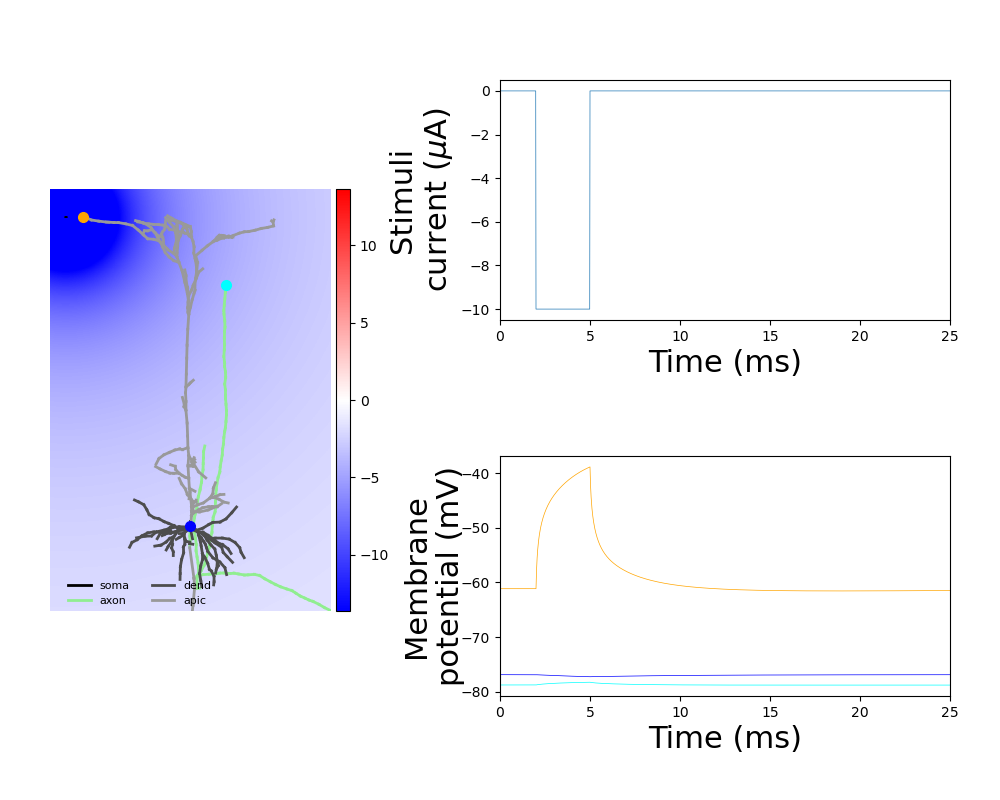 0
−2
−4
−6
−8
−10
Stimuli
current (μA)
0 5 10 15 20 25
Time (ms)
10
5
0
−5
−10
soma dend
axon apic
−40
−50
−60
−70
−80
Membrane
potential (mV)
0 5 10 15 20 25
Time (ms)